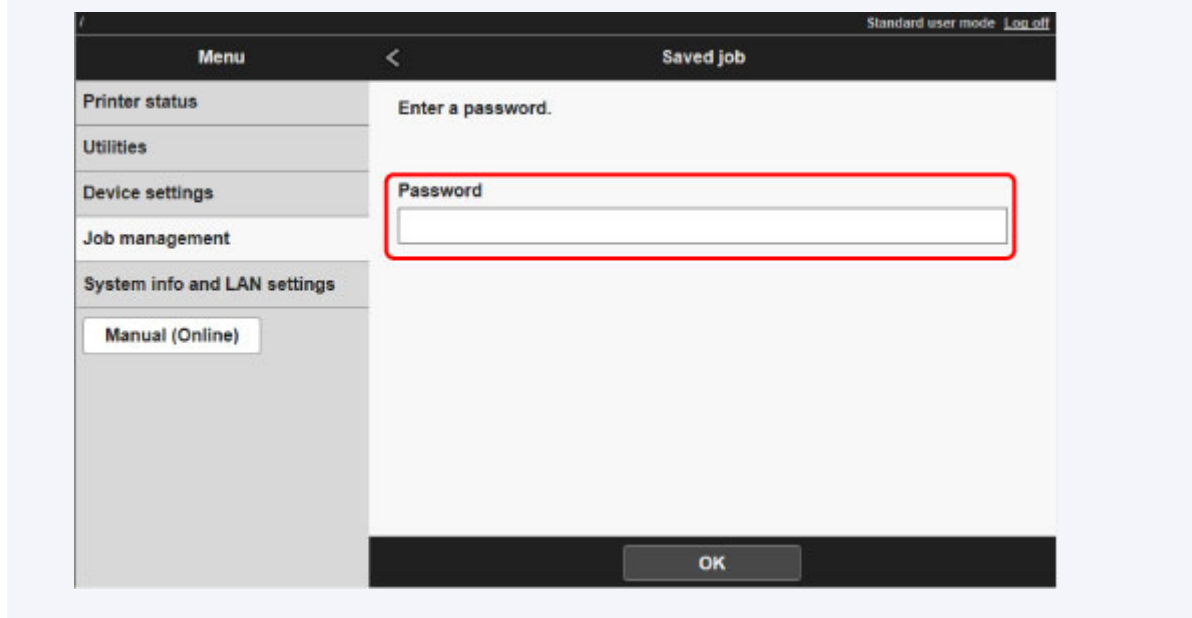 /
Standard user mode Log off
Menu
<
Saved job
Printer status
Utilities
Device settings
Job management
System info and LAN settings
Manual (Online)
Enter a password.
Password
OK